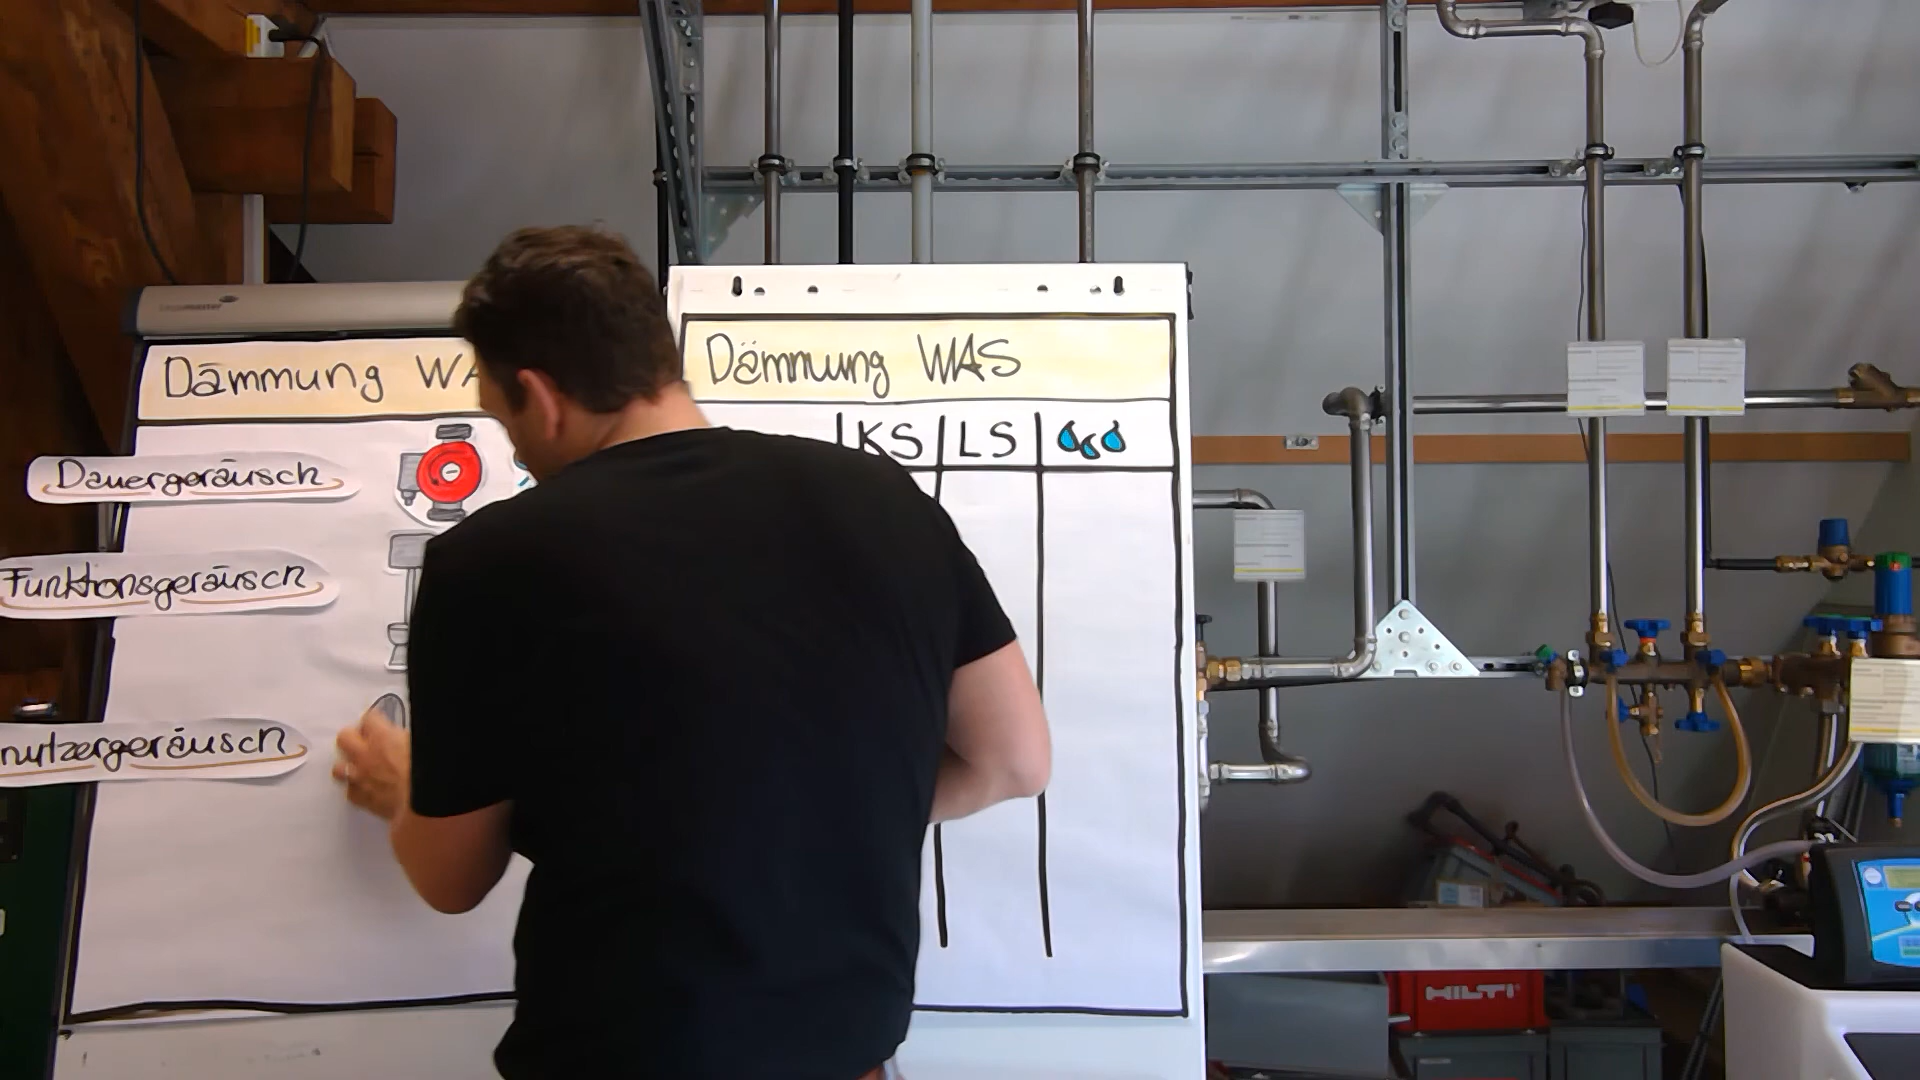 Dämmung WA
Dauergeräusch
Funktionsgeräusch
nutzergeräusch
Dämmung WAS
KS LS
HILTI